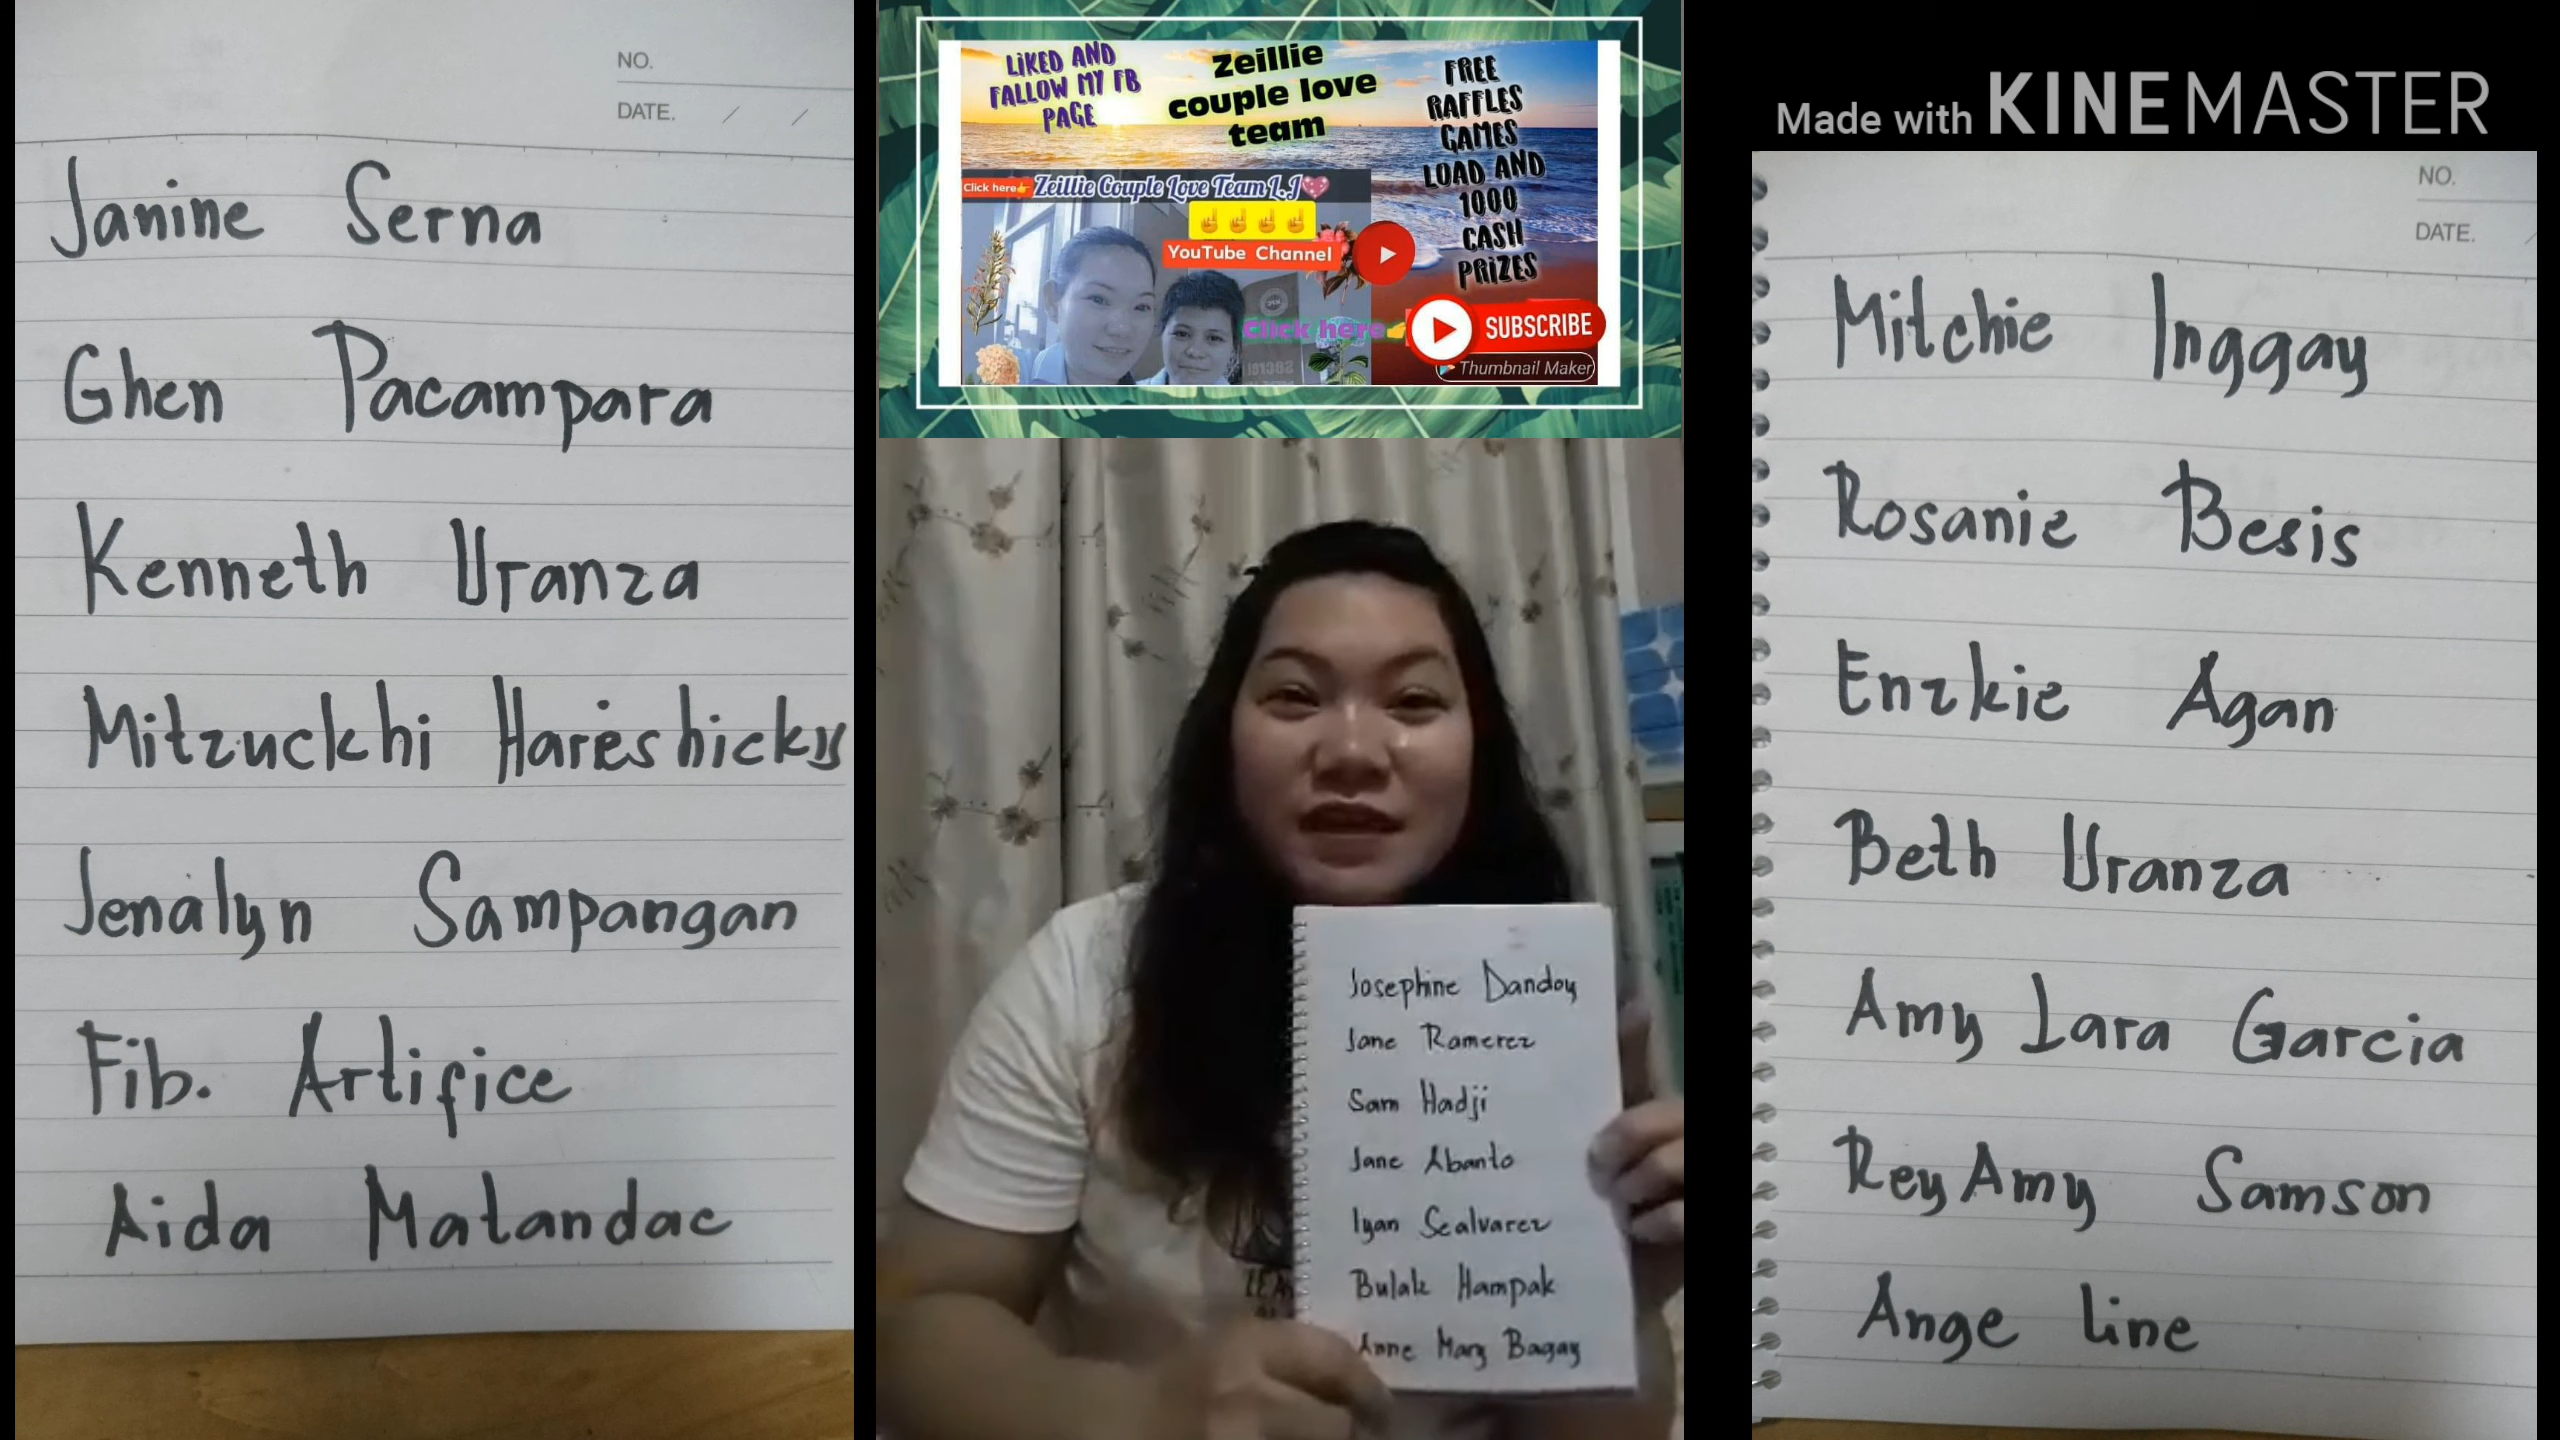 NO.
DATE. / /
Janine Serna
Ghen Pacampara
Kenneth Uranza
Mitzuckhi Hareshickys
Jenalyn Sampangan
Fib. Artifice
Aida Matandac
LiKED AND
FALLOW MY FB
PAGE
Zeillie
couple love
team
FREE
RAFFLES
GAMES
LOAD AND
1000
CASH
PRiZES
Click here👉 Zeillie Couple Love Team I.J💖
☝☝☝☝
YouTube Channel
Click here👉
SUBSCRIBE
Thumbnail Maker
Josephine Dandoy
Jane Ramerez
Sam Hadji
Jane Abanto
Iyan Sealvarez
Bulak Hampak
Anne Mary Bagay
Made with KINEMASTER
NO.
DATE. /
Mitchie Inggay
Rosanie Besis
Enzkie Agan
Beth Uranza
Amy Lara Garcia
ReyAmy Samson
Ange line